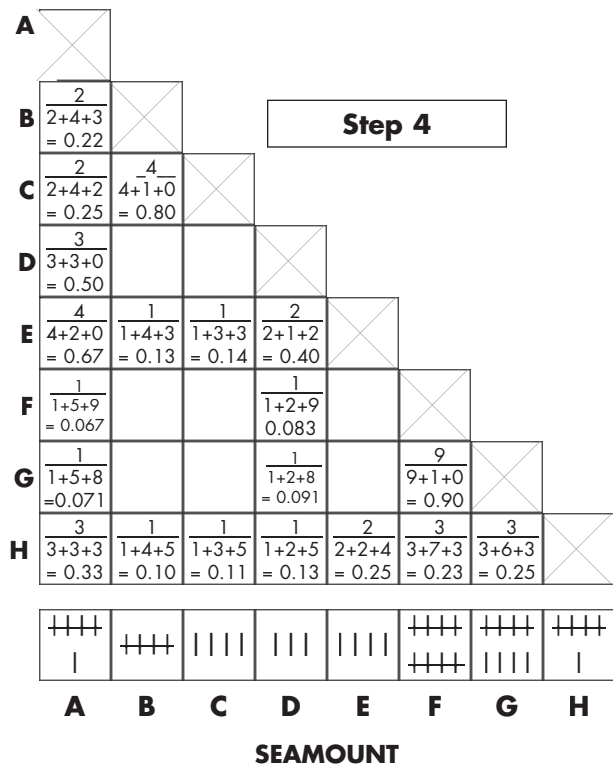 A
B 2
2+4+3
= 0.22
Step 4
C 2 _4_
2+4+2 4+1+0
= 0.25 = 0.80
D 3
3+3+0
= 0.50
E 4 1 1 2
4+2+0 1+4+3 1+3+3 2+1+2
= 0.67 = 0.13 = 0.14 = 0.40
F 1 1
1+5+9 1+2+9
= 0.067 0.083
G 1 1 9
1+5+8 1+2+8 9+1+0
=0.071 = 0.091 = 0.90
H 3 1 1 1 2 3 3
3+3+3 1+4+5 1+3+5 1+2+5 2+2+4 3+7+3 3+6+3
= 0.33 = 0.10 = 0.11 = 0.13 = 0.25 = 0.23 = 0.25
A B C D E F G H
SEAMOUNT